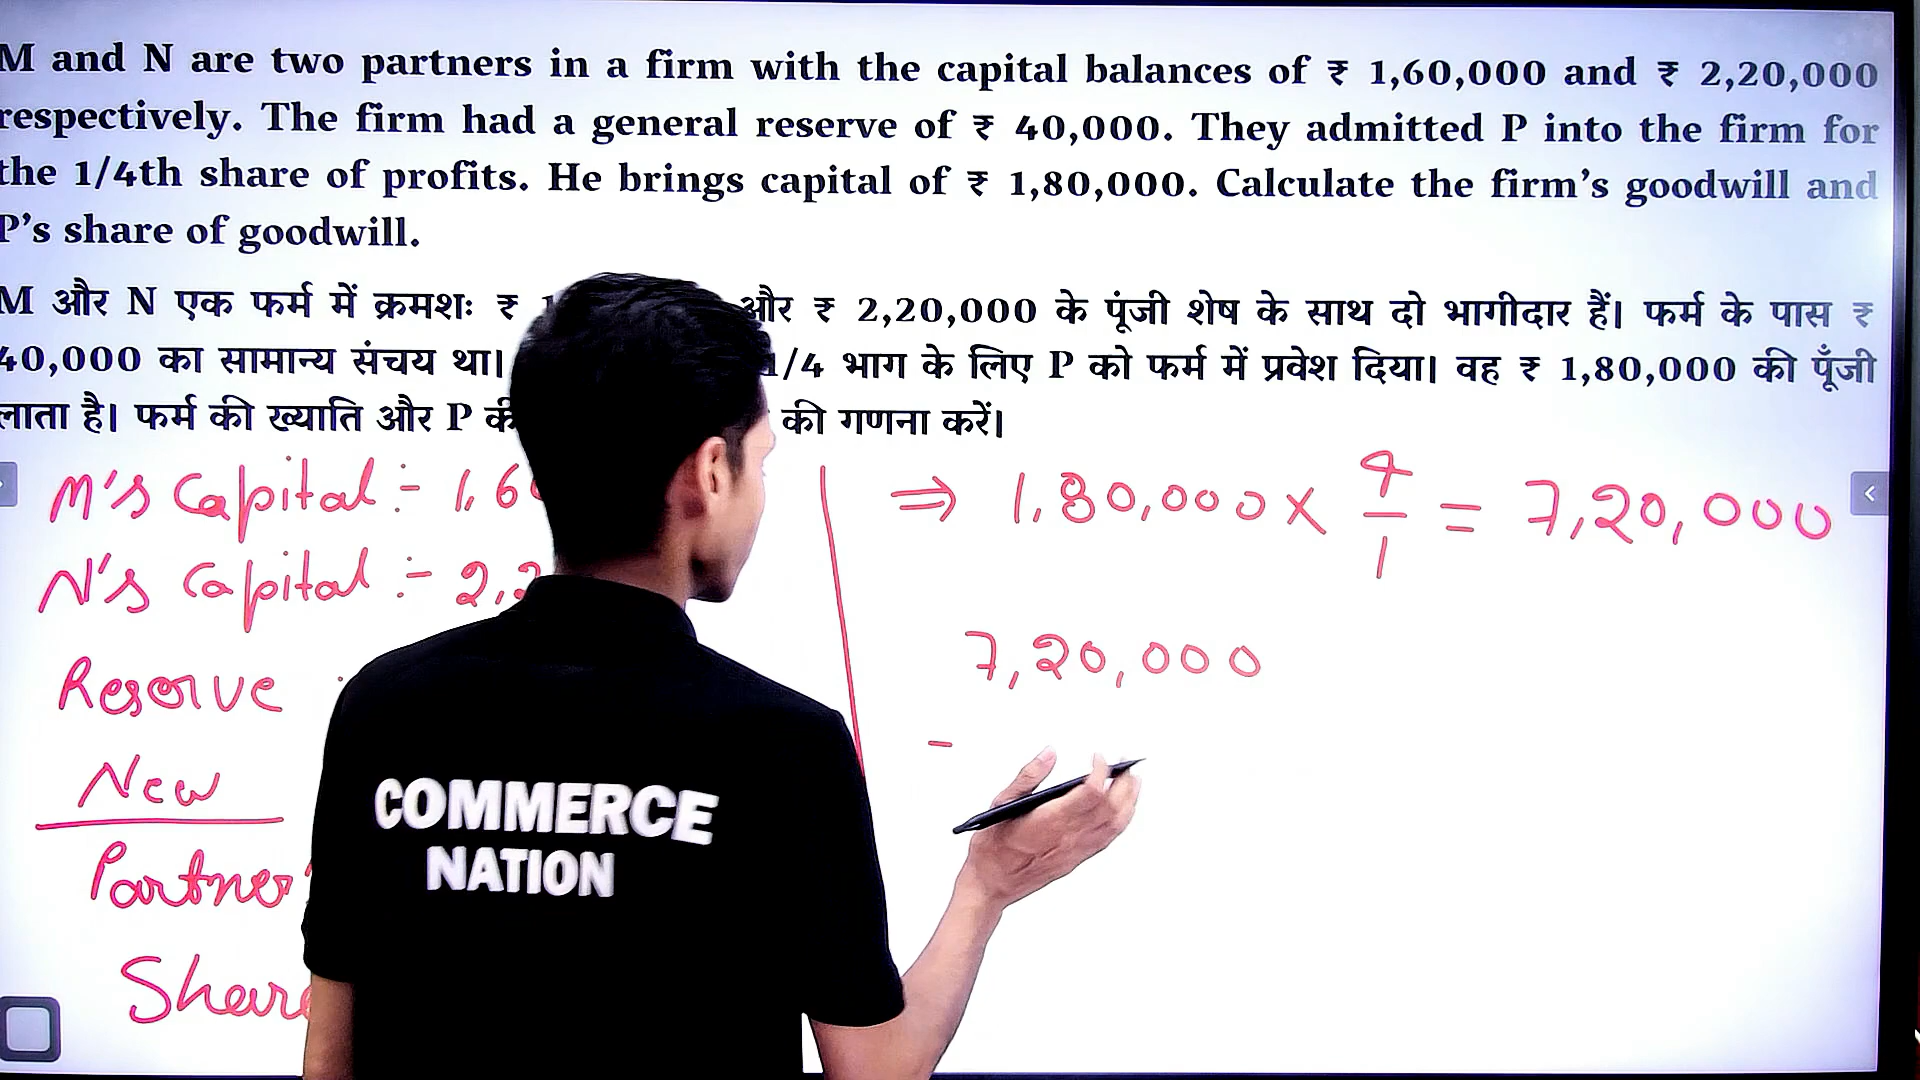 M and N are two partners in a firm with the capital balances of ₹ 1,60,000 and ₹ 2,20,000
respectively. The firm had a general reserve of ₹ 40,000. They admitted P into the firm for
the 1/4th share of profits. He brings capital of ₹ 1,80,000. Calculate the firm's goodwill and
P's share of goodwill.
M और N एक फर्म में क्रमशः ₹ और ₹ 2,20,000 के पूंजी शेष के साथ दो भागीदार हैं। फर्म के पास ₹
40,000 का सामान्य संचय था। 1/4 भाग के लिए P को फर्म में प्रवेश दिया। वह ₹ 1,80,000 की पूँजी
लाता है। फर्म की ख्याति और P की की गणना करें।
M's Capital :- 1,6
N's Capital :- 2,2
Reserve
New
Partner's
Share
⇒ 1,80,000 × 4/1 = 7,20,000
7,20,000
-
COMMERCE
NATION